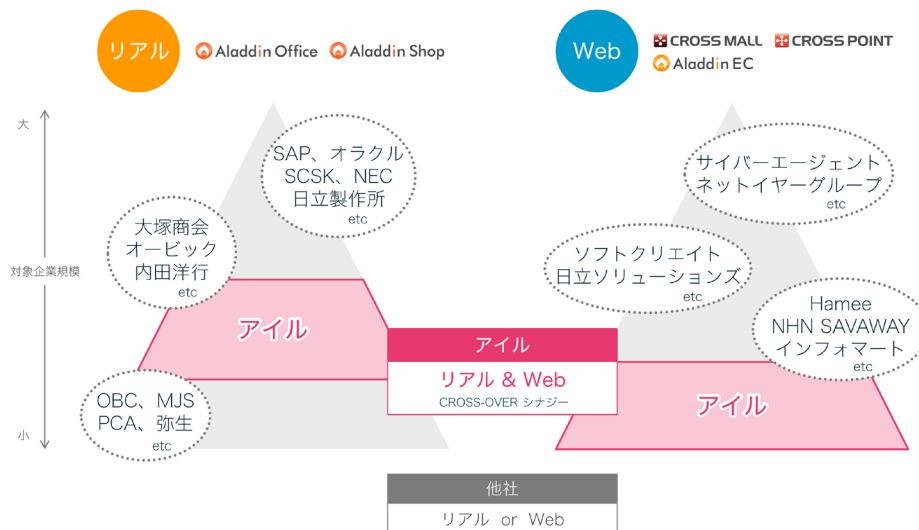 リアル
Aladdin Office
Aladdin Shop
Web
CROSS MALL
CROSS POINT
Aladdin EC
大
対象企業規模
小
SAP、オラクル
SCSK、NEC
日立製作所
etc
大塚商会
オービック
内田洋行
etc
アイル
OBC、MJS
PCA、弥生
etc
サイバーエージェント
ネットイヤーグループ
etc
ソフトクリエイト
日立ソリューションズ
etc
Hamee
NHN SAVAWAY
インフォマート
etc
アイル
アイル
リアル & Web
CROSS-OVER シナジー
他社
リアル or Web